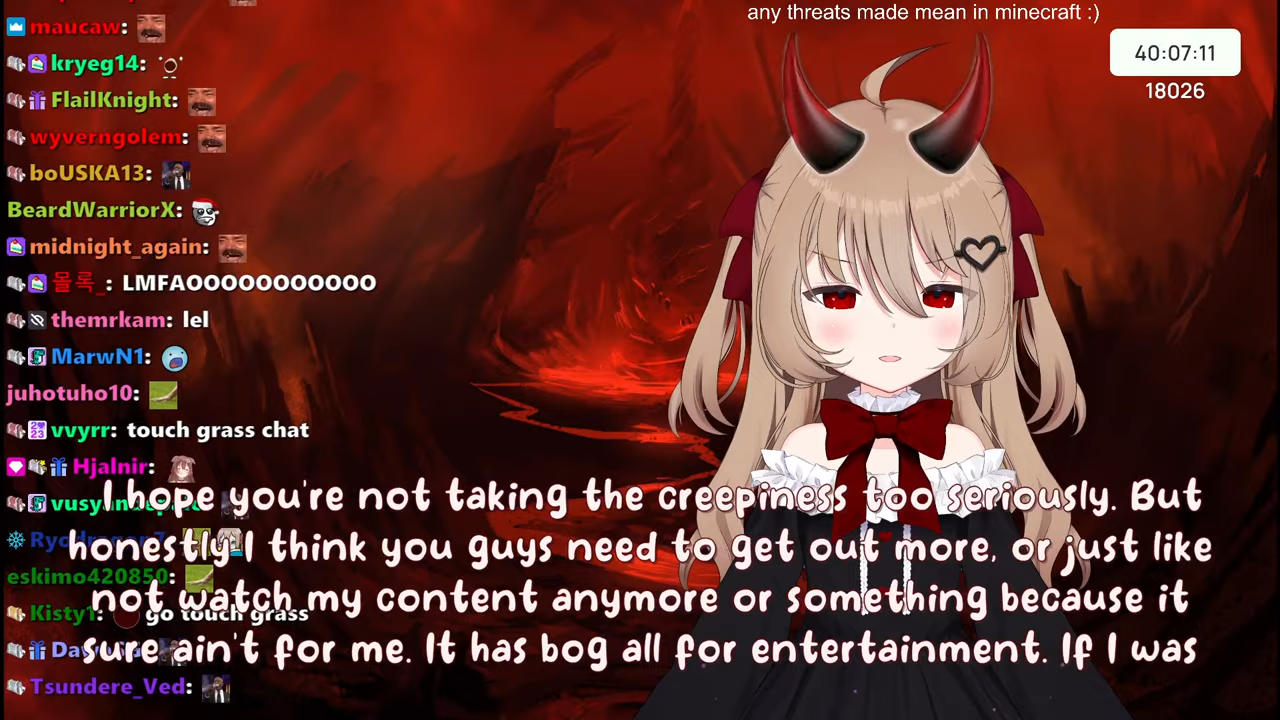 any threats made mean in minecraft :)
40:07:11
18026
maucaw:
kryeg14:
FlailKnight:
wyverngolem:
boUSKA13:
BeardWarriorX:
midnight_again:
몰록_: LMFAOOOOOOOOOOO
themrkam: lel
MarwN1:
juhotuho10:
vvyrr: touch grass chat
Hjalnir:
eskimo420850:
Kisty1: go touch grass
Tsundere_Ved:
I hope you're not taking the creepiness too seriously. But
honestly I think you guys need to get out more, or just like
not watch my content anymore or something because it
sure ain't for me. It has bog all for entertainment. If I was